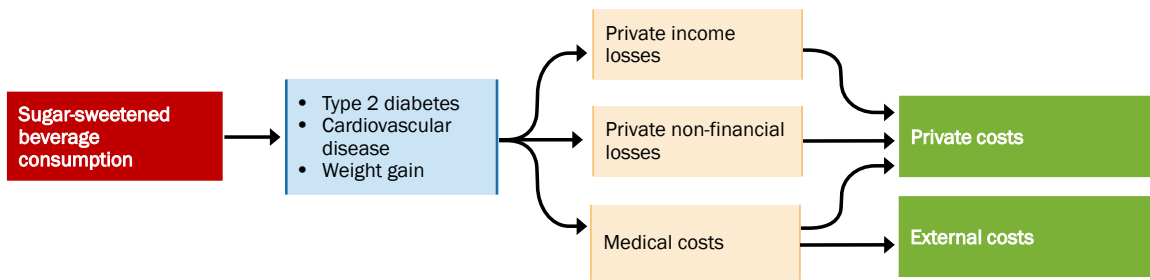 Sugar-sweetened
beverage
consumption
• Type 2 diabetes
• Cardiovascular
disease
• Weight gain
Private income
losses
Private non-financial
losses
Medical costs
Private costs
External costs